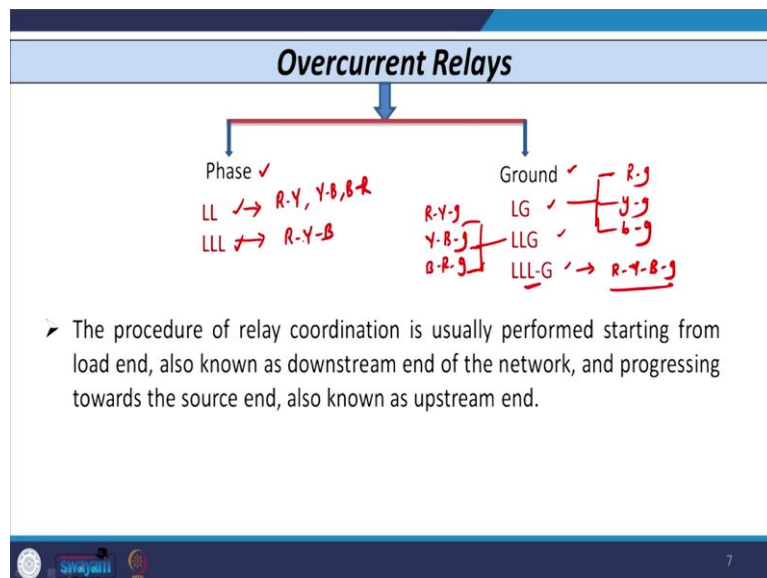 Overcurrent Relays
Phase ✓
LL ✓→ R-Y, Y-B, B-R
LLL ✓→ R-Y-B
Ground ✓
LG ✓ R-g
y-g
b-g
LLG ✓ R-Y-g
Y-B-g
B-R-g
LLL-G ✓→ R-Y-B-g
➤ The procedure of relay coordination is usually performed starting from
load end, also known as downstream end of the network, and progressing
towards the source end, also known as upstream end.
swayam
7